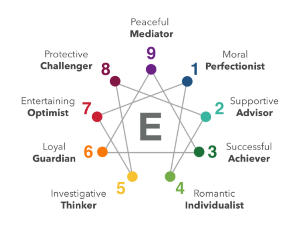 Peaceful
Mediator
9
Protective
Challenger
8
Moral
Perfectionist
1
Entertaining
Optimist
7
Supportive
Advisor
2
E
Loyal
Guardian
6
Successful
Achiever
3
Investigative
Thinker
5
Romantic
Individualist
4